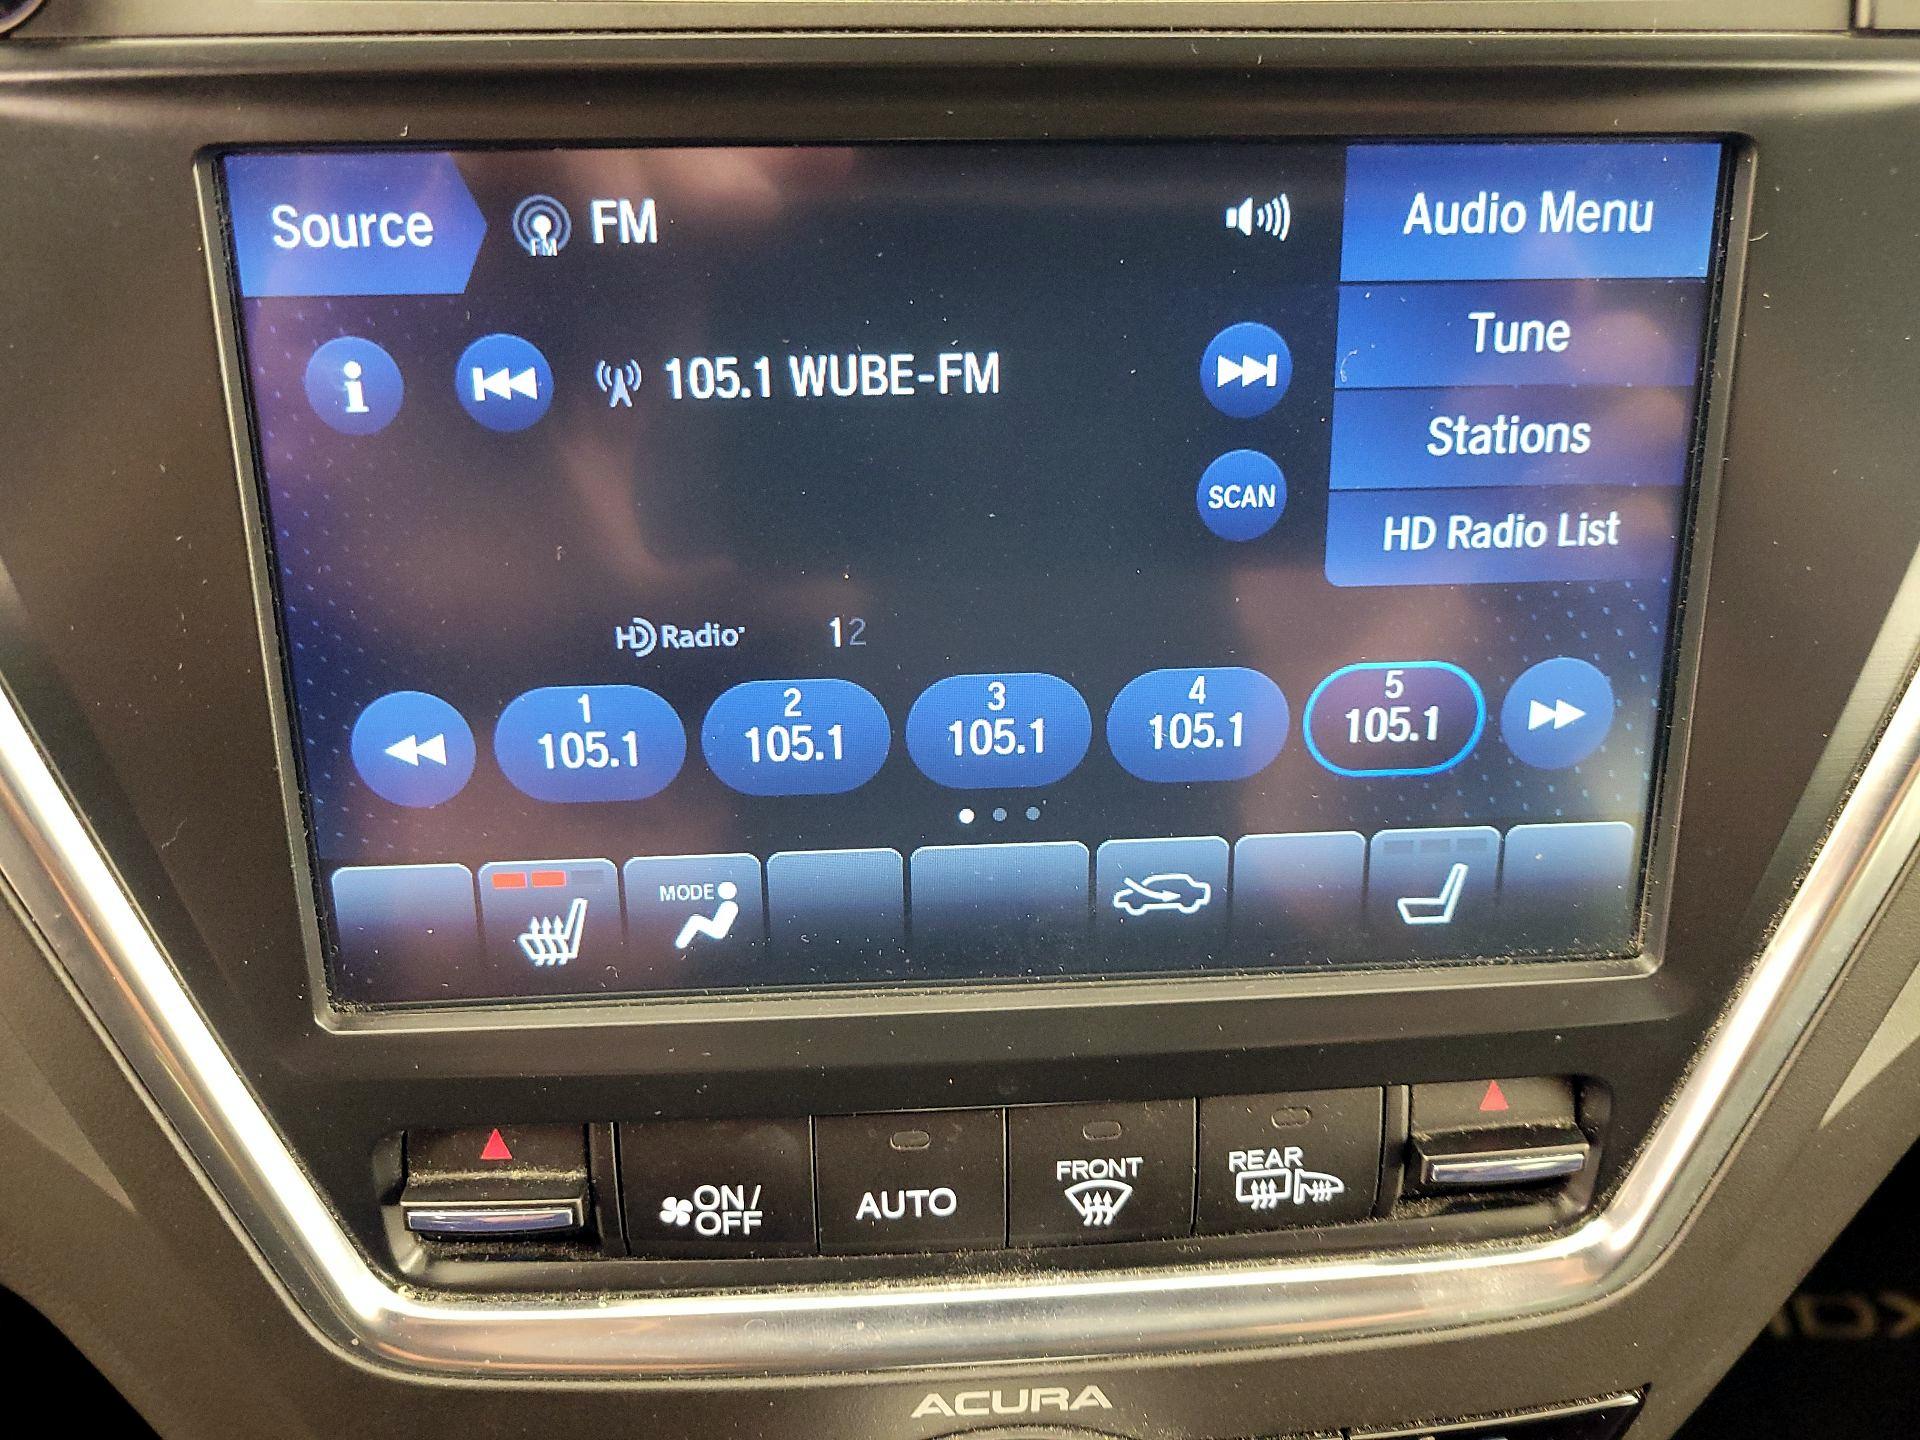 Source
FM
FM
Audio Menu
Tune
105.1 WUBE-FM
Stations
SCAN
HD Radio List
HD Radio
12
1
105.1
2
105.1
3
105.1
4
105.1
5
105.1
MODE
ON/
OFF
AUTO
FRONT
REAR
ACURA